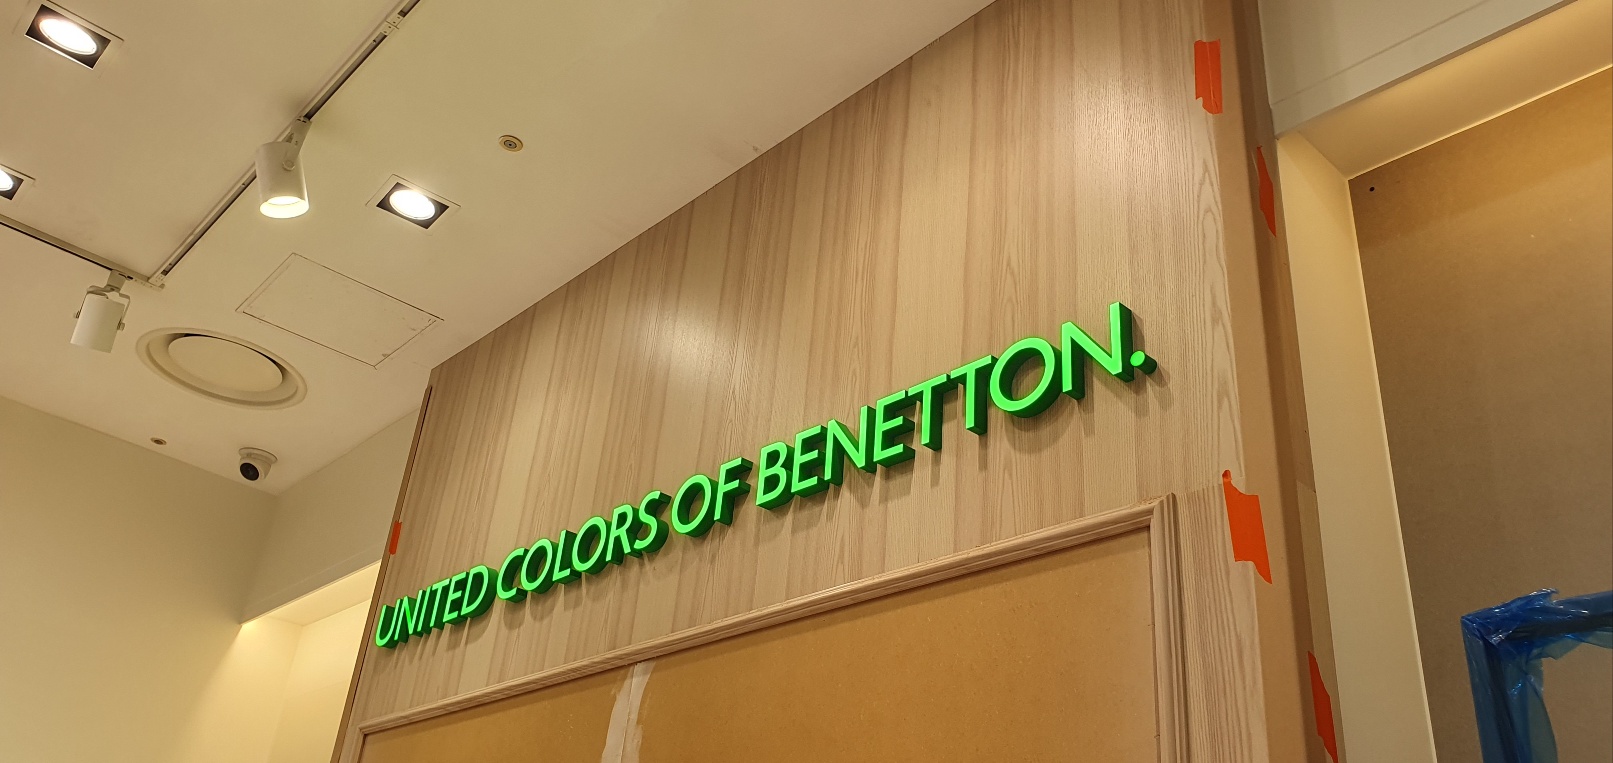 UNITED COLORS OF BENETTON.